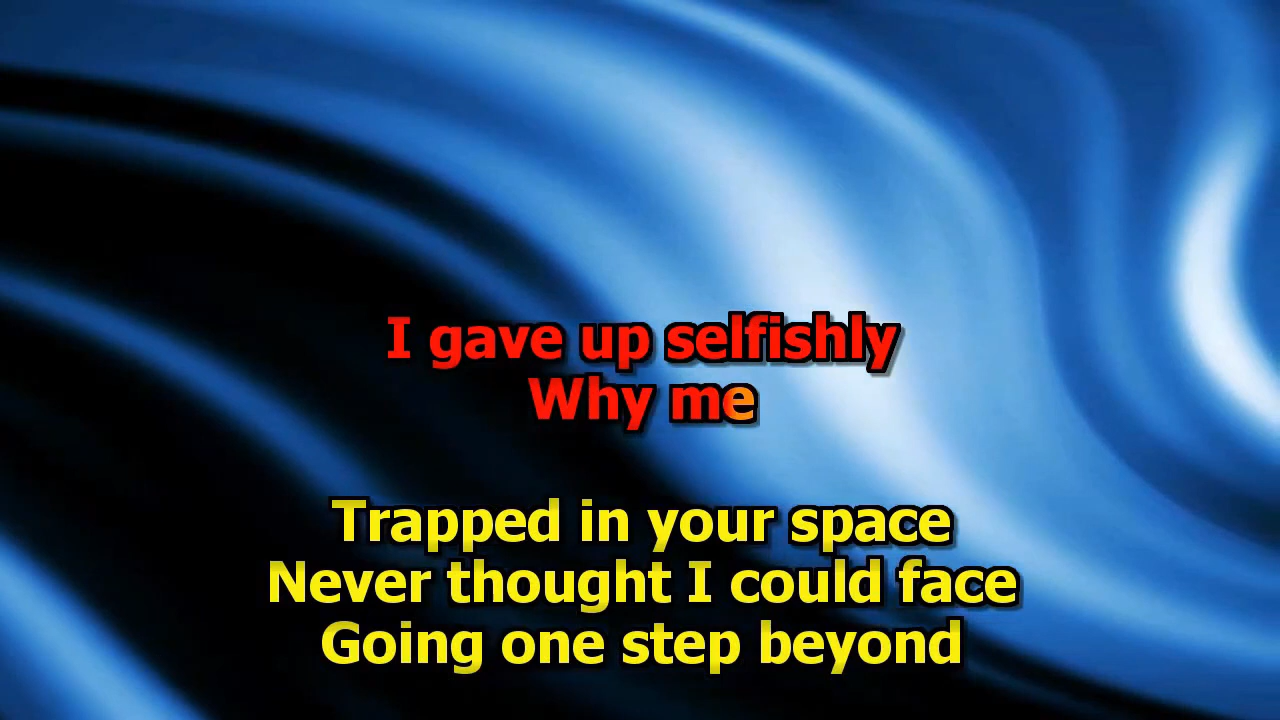 I gave up selfishly
Why me
Trapped in your space
Never thought I could face
Going one step beyond